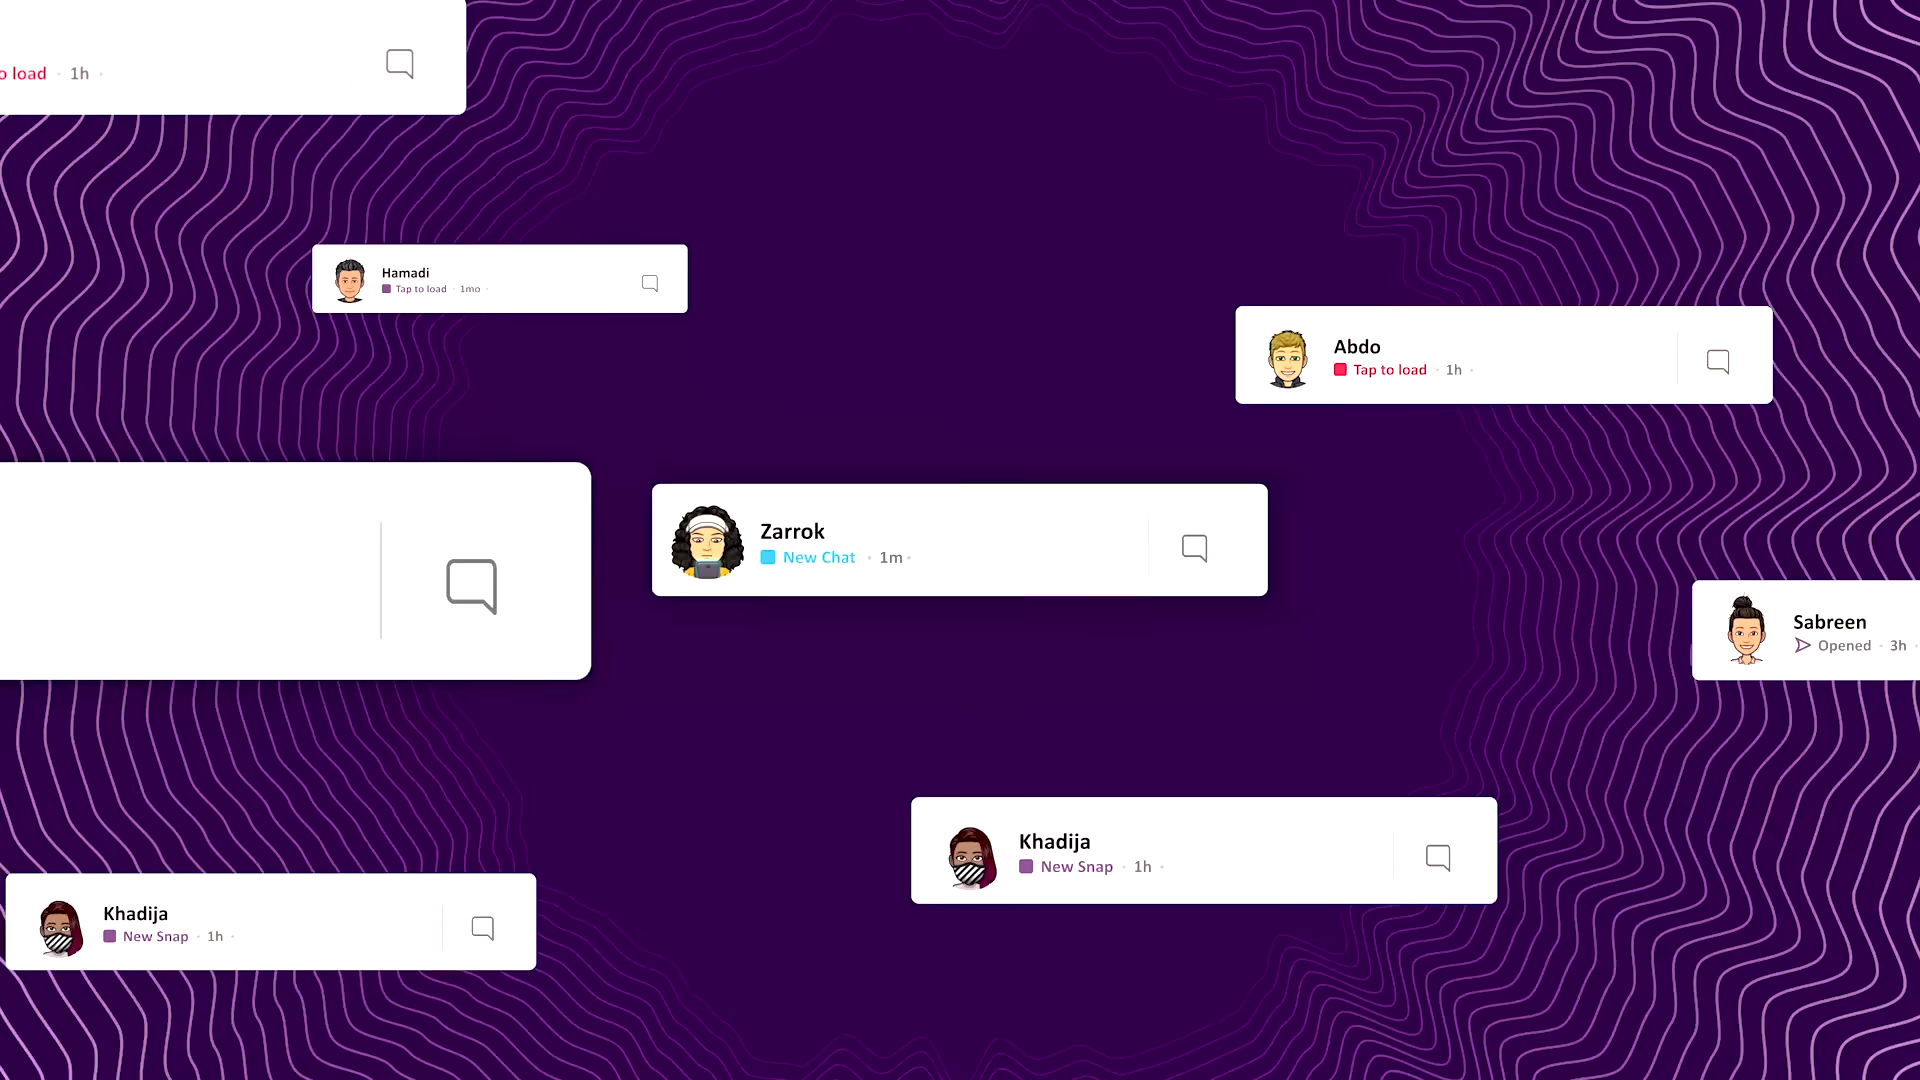 to load · 1h ·
Hamadi
Tap to load · 1mo ·
Abdo
Tap to load · 1h ·
Zarrok
New Chat · 1m ·
Sabreen
Opened · 3h ·
Khadija
New Snap · 1h ·
Khadija
New Snap · 1h ·